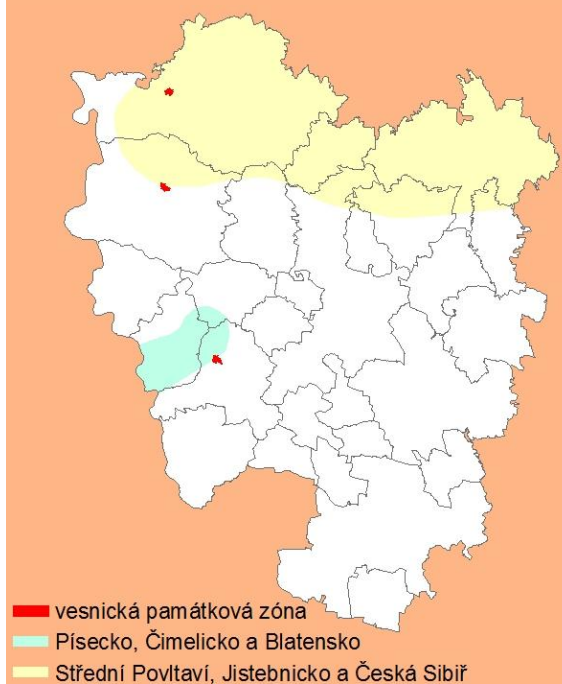 vesnická památková zóna
Písecko, Čimelicko a Blatensko
Střední Povltaví, Jistebnicko a Česká Sibiř